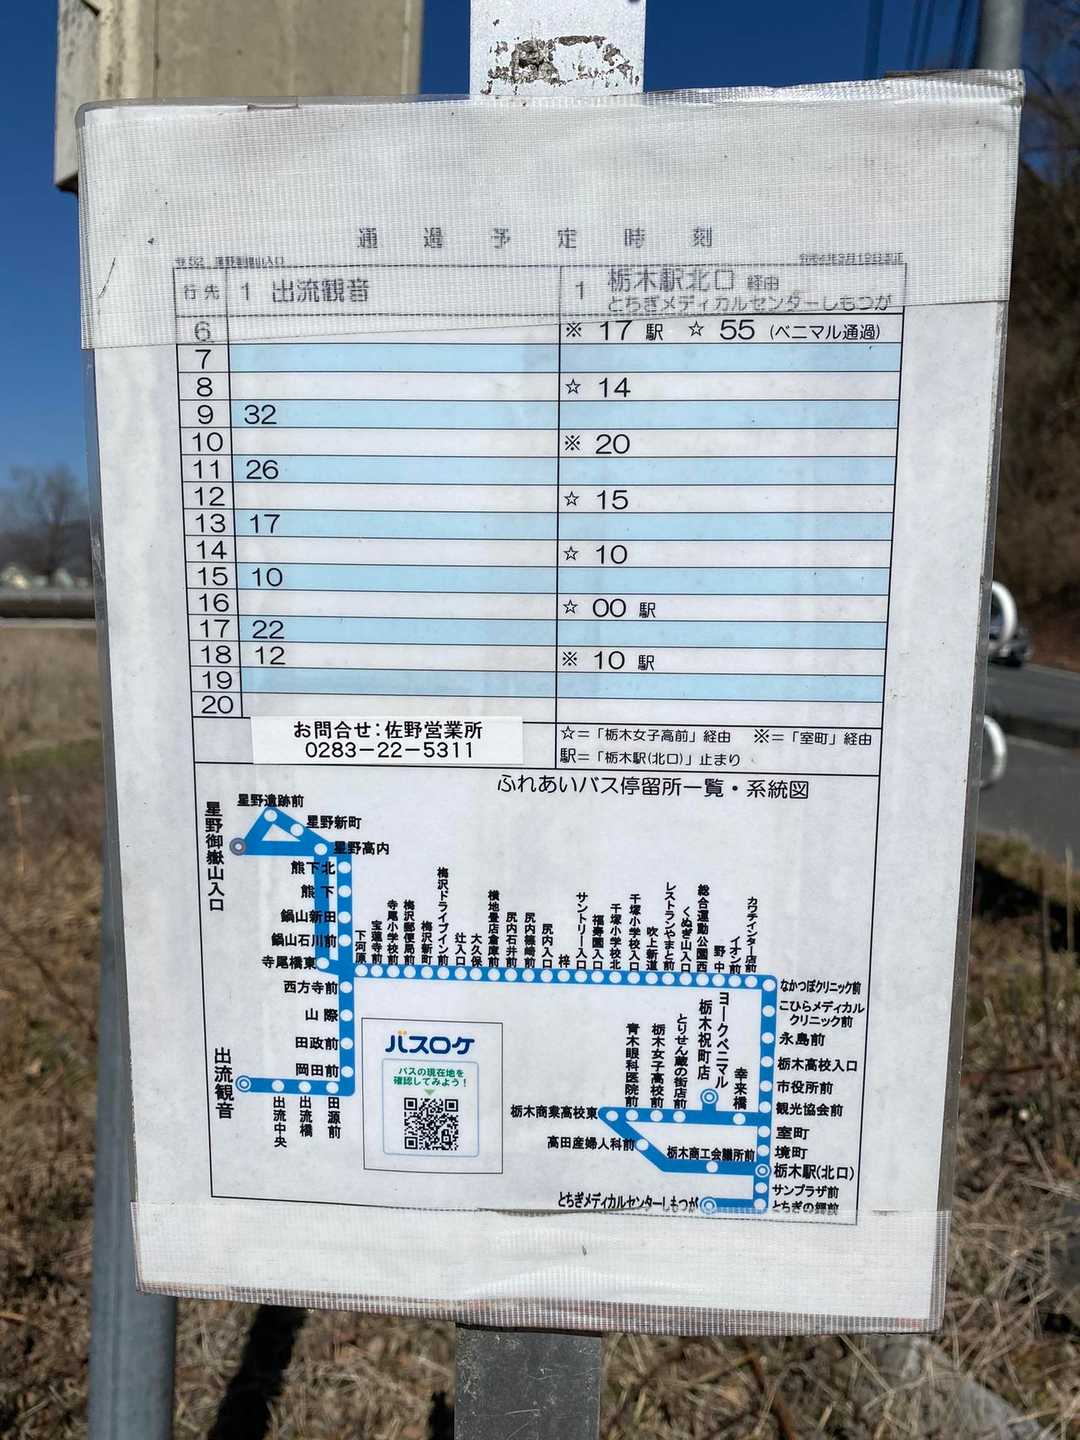 通過予定時刻
行先 1 出流観音 1 栃木駅北口 経由
とちぎメディカルセンターしもつが
6 ※ 17 駅 ☆ 55 (ベニマル通過)
7
8 ☆ 14
9 32
10 ※ 20
11 26
12 ☆ 15
13 17
14 ☆ 10
15 10
16 ☆ 00 駅
17 22
18 12 ※ 10 駅
19
20
お問合せ：佐野営業所
0283-22-5311
☆=「栃木女子高前」経由 ※=「室町」経由
駅=「栃木駅(北口)」止まり
ふれあいバス停留所一覧・系統図
星野御嶽山入口
星野遺跡前
星野新町
星野高内
熊下北
熊下
鍋山新田
鍋山石川前
寺尾橋東
西方寺前
山際
田政前
岡田前
田源前
出流橋
出流中央
出流観音
下河原
宝蓮寺前
寺尾小学校前
梅沢郵便局前
梅沢新町
梅沢ドライブイン前
辻入口
大久保
横地畳店倉庫前
尻内石井前
尻内篠崎前
尻内入口
梓
サントリー入口
福寿園入口
千塚小学校北
千塚小学校入口
吹上新道
レストランやまと前
くぬぎ山入口
総合運動公園西
野中
イオン前
カワチインター店前
なかつぼクリニック前
こひらメディカル
クリニック前
永島前
栃木高校入口
市役所前
観光協会前
室町
境町
栃木駅(北口)
サンプラザ前
とちぎの郷前
とちぎメディカルセンターしもつが
栃木商工会議所前
高田産婦人科前
栃木商業高校東
青木眼科医院前
栃木女子高校前
とりせん蔵の街店前
ヨークベニマル
栃木祝町店
幸来橋
バスロケ
バスの現在地を
確認してみよう！